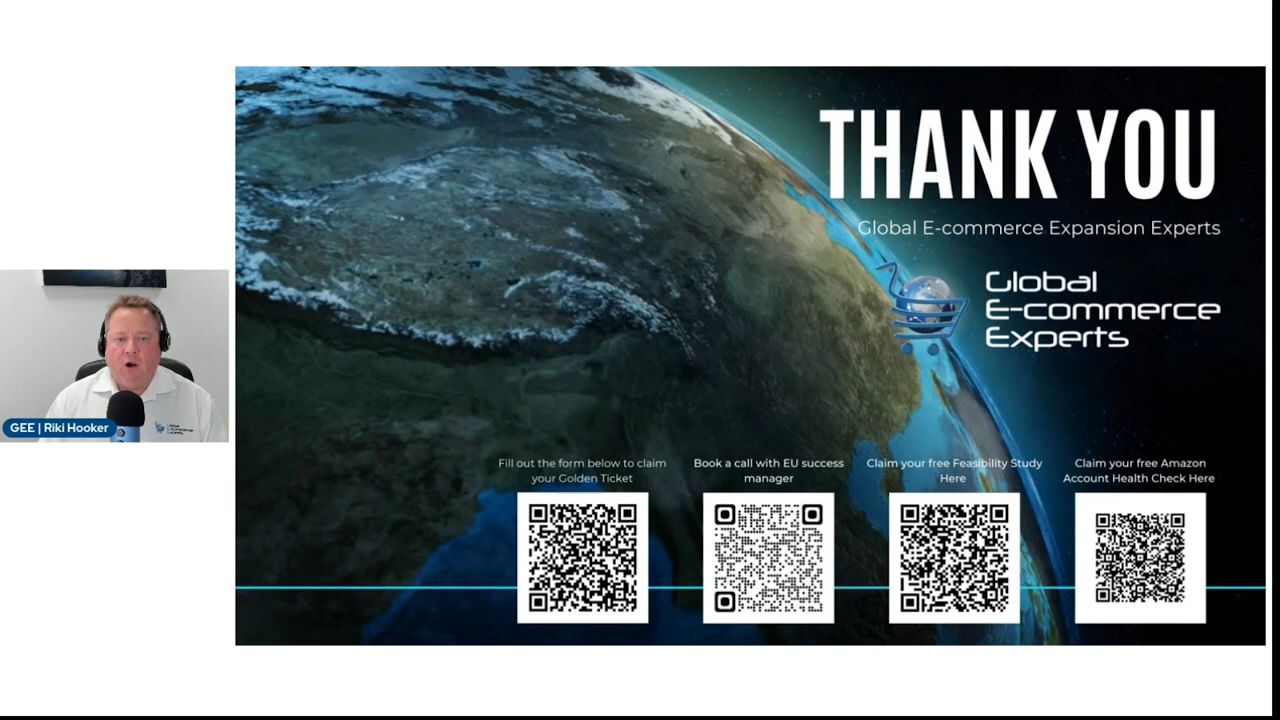 THANK YOU
Global E-commerce Expansion Experts
Global
E-commerce
Experts
GEE | Riki Hooker
Fill out the form below to claim
your Golden Ticket
Book a call with EU success
manager
Claim your free Feasibility Study
Here
Claim your free Amazon
Account Health Check Here